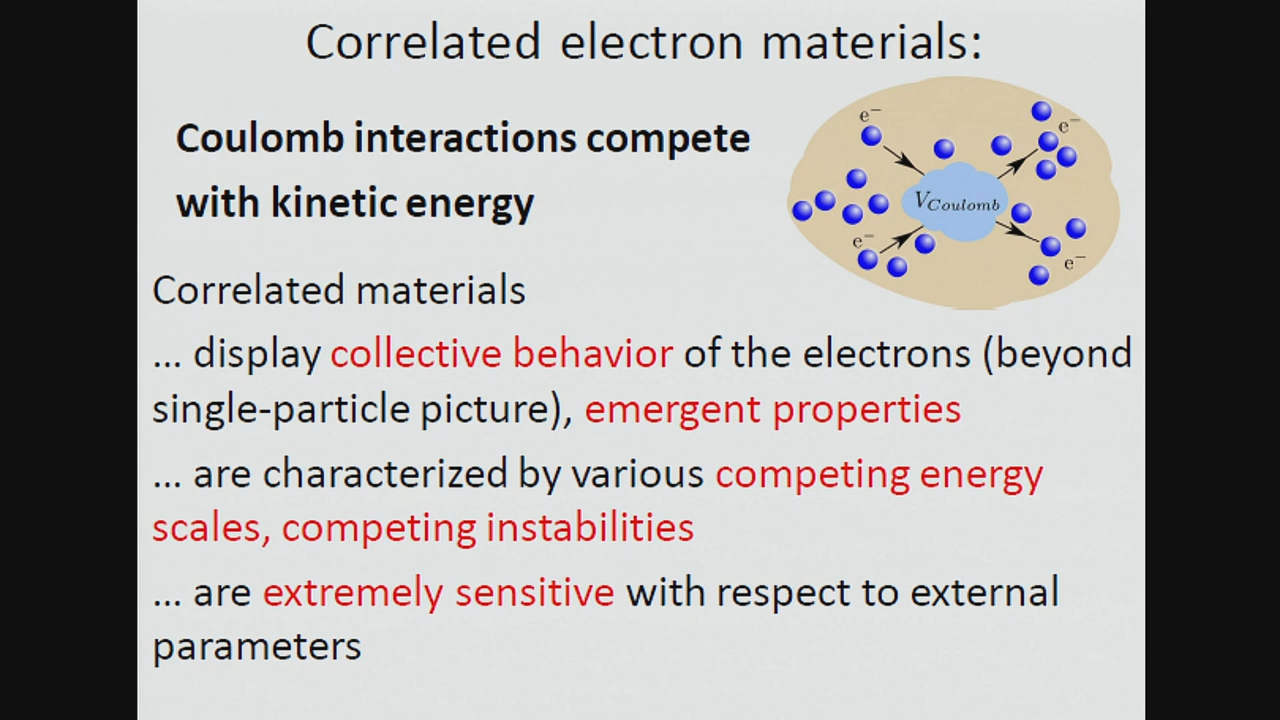 Correlated electron materials:
Coulomb interactions compete
with kinetic energy
e⁻
e⁻
V_Coulomb
e⁻
e⁻
Correlated materials
... display collective behavior of the electrons (beyond
single-particle picture), emergent properties
... are characterized by various competing energy
scales, competing instabilities
... are extremely sensitive with respect to external
parameters